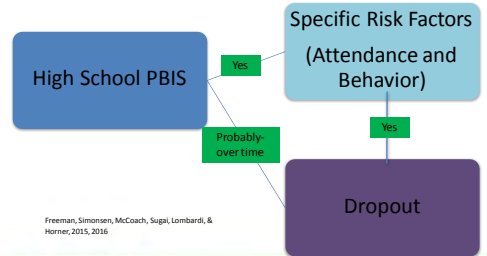 Specific Risk Factors
(Attendance and
Behavior)
Yes
High School PBIS
Yes
Probably-
over time
Dropout
Freeman, Simonsen, McCoach, Sugai, Lombardi, &
Horner, 2015, 2016